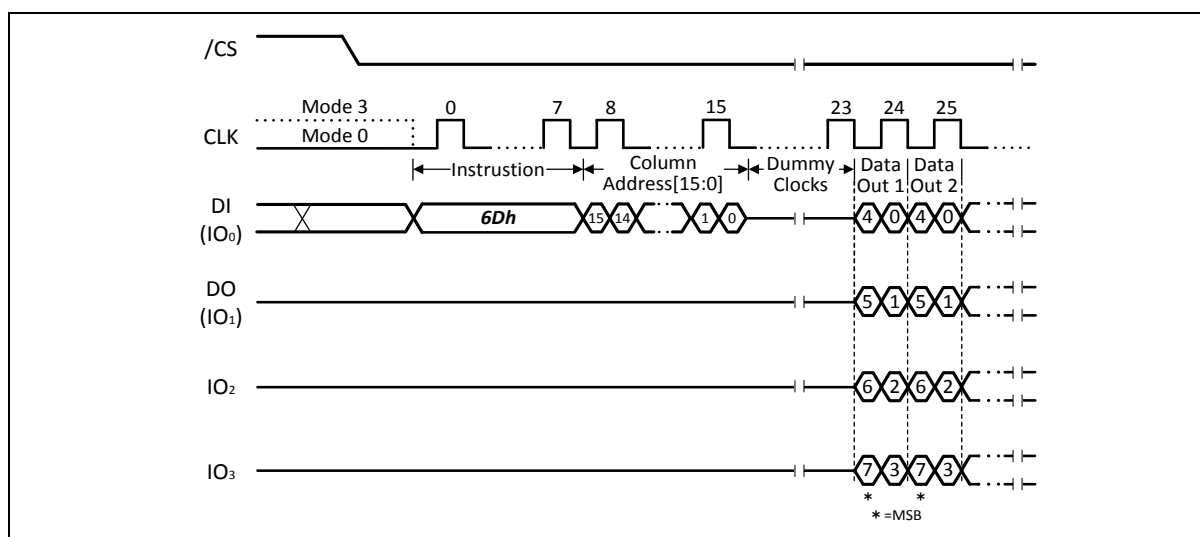 /CS
Mode 3 0 7 8 15 23 24 25
CLK Mode 0
Instrustion Column Address[15:0] Dummy Clocks Data Out 1 Data Out 2
DI (IO0) 6Dh 15 14 1 0 4 0 4 0
DO (IO1) 5 1 5 1
IO2 6 2 6 2
IO3 7 3 7 3
* *
* =MSB